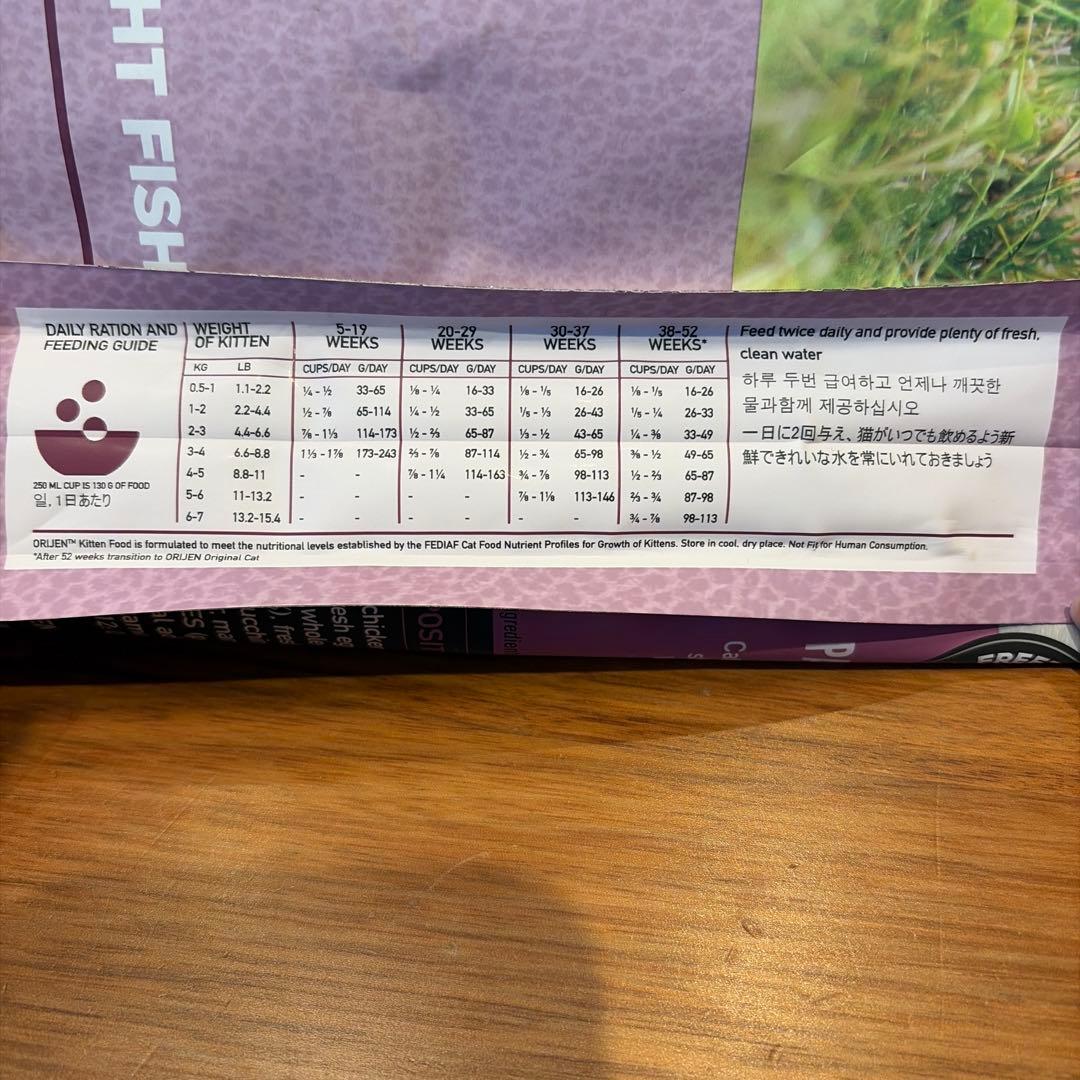 HT FISH
DAILY RATION AND
FEEDING GUIDE
250 ML CUP IS 130 G OF FOOD
일, 1日あたり
WEIGHT
OF KITTEN
5-19
WEEKS
20-29
WEEKS
30-37
WEEKS
38-52
WEEKS*
KG LB CUPS/DAY G/DAY CUPS/DAY G/DAY CUPS/DAY G/DAY CUPS/DAY G/DAY
0.5-1 1.1-2.2 ¼ - ½ 33-65 ⅛ - ¼ 16-33 ⅛ - ⅕ 16-26 ⅛ - ⅕ 16-26
1-2 2.2-4.4 ½ - ⅞ 65-114 ¼ - ½ 33-65 ⅕ - ⅓ 26-43 ⅕ - ¼ 26-33
2-3 4.4-6.6 ⅞ - 1⅓ 114-173 ½ - ⅔ 65-87 ⅓ - ½ 43-65 ¼ - ⅜ 33-49
3-4 6.6-8.8 1⅓ - 1⅞ 173-243 ⅔ - ⅞ 87-114 ½ - ¾ 65-98 ⅜ - ½ 49-65
4-5 8.8-11 - - ⅞ - 1¼ 114-163 ¾ - ⅞ 98-113 ½ - ⅔ 65-87
5-6 11-13.2 - - - - ⅞ - 1⅛ 113-146 ⅔ - ¾ 87-98
6-7 13.2-15.4 - - - - - - ¾ - ⅞ 98-113
Feed twice daily and provide plenty of fresh,
clean water
하루 두번 급여하고 언제나 깨끗한
물과함께 제공하십시오
一日に2回与え、猫がいつでも飲めるよう新
鮮できれいな水を常にいれておきましょう
ORIJEN™ Kitten Food is formulated to meet the nutritional levels established by the FEDIAF Cat Food Nutrient Profiles for Growth of Kittens. Store in cool, dry place. Not Fit for Human Consumption.
*After 52 weeks transition to ORIJEN Original Cat